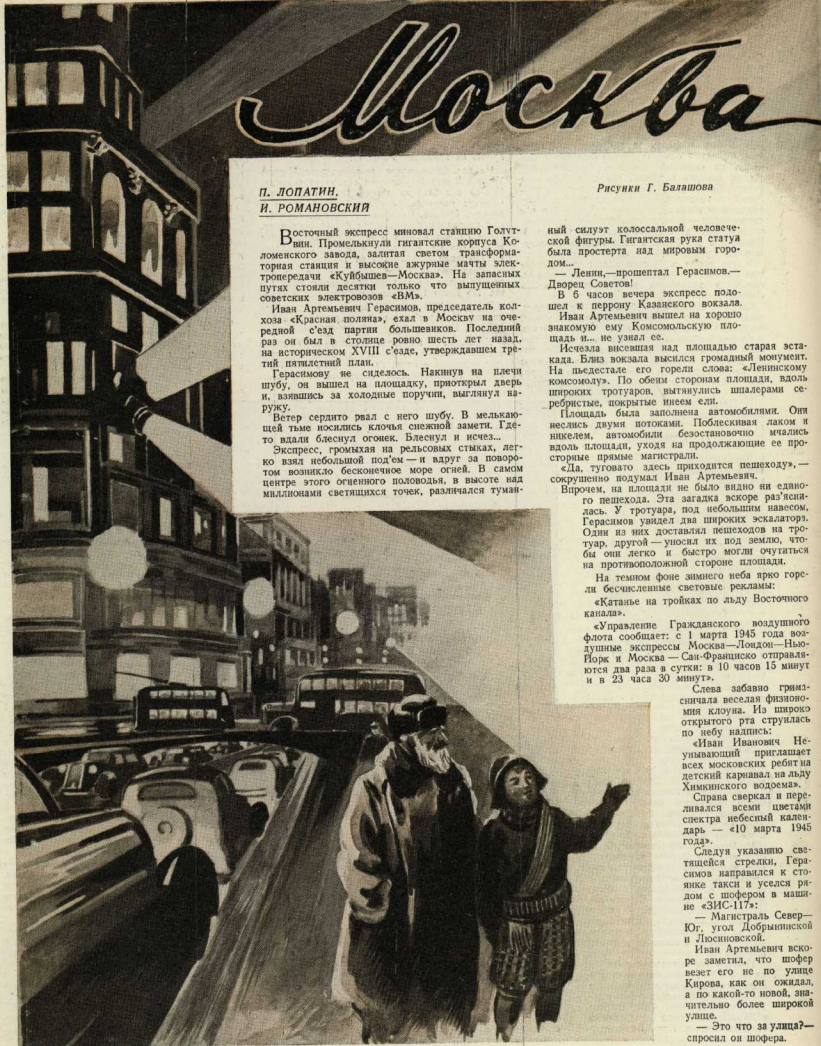 Москва
П. ЛОПАТИН,
И. РОМАНОВСКИЙ
Рисунки Г. Балашова
Восточный экспресс миновал станцию Голут-
вин. Промелькнули гигантские корпуса Ко-
ломенского завода, залитая светом трансформа-
торная станция и высокие ажурные мачты элек-
тропередачи «Куйбышев—Москва». На запасных
путях стояли десятки только что выпущенных
советских электровозов «ВМ».
Иван Артемьевич Герасимов, председатель кол-
хоза «Красная поляна», ехал в Москву на оче-
редной с'езд партии большевиков. Последний
раз он был в столице ровно шесть лет назад,
на историческом XVIII с'езде, утверждавшем тре-
тий пятилетний план.
Герасимову не сиделось. Накинув на плечи
шубу, он вышел на площадку, приоткрыл дверь
и, взявшись за холодные поручни, выглянул на-
ружу.
Ветер сердито рвал с него шубу. В мелькаю-
щей тьме носились клочья снежной замети. Где-
то вдали блеснул огонек. Блеснул и исчез...
Экспресс, громыхая на рельсовых стыках, лег-
ко взял небольшой под'ем — и вдруг за поворо-
том возникло бесконечное море огней. В самом
центре этого огненного половодья, в высоте над
миллионами светящихся точек, различался туман-
ный силуэт колоссальной человече-
ской фигуры. Гигантская рука статуи
была простерта над мировым горо-
дом...
— Ленин,—прошептал Герасимов.—
Дворец Советов!
В 6 часов вечера экспресс подо-
шел к перрону Казанского вокзала.
Иван Артемьевич вышел на хорошо
знакомую ему Комсомольскую пло-
щадь и... не узнал ее.
Исчезла висевшая над площадью старая эста-
када. Близ вокзала высился громадный монумент.
На пьедестале его горели слова: «Ленинскому
комсомолу». По обеим сторонам площади, вдоль
широких тротуаров, вытянулись шпалерами се-
ребристые, покрытые инеем ели.
Площадь была заполнена автомобилями. Они
неслись двумя потоками. Поблескивая лаком и
никелем, автомобили безостановочно мчались
вдоль площади, уходя на продолжающие ее про-
сторные прямые магистрали.
«Да, туговато здесь приходится пешеходу»,—
сокрушенно подумал Иван Артемьевич.
Впрочем, на площади не было видно ни едино-
го пешехода. Эта загадка вскоре раз'ясни-
лась. У тротуара, под небольшим навесом,
Герасимов увидел два широких эскалатора.
Один из них доставлял пешеходов на тро-
туар, другой — уносил их под землю, что-
бы они легко и быстро могли очутиться
на противоположной стороне площади.
На темном фоне зимнего неба ярко горе-
ли бесчисленные световые рекламы:
«Катанье на тройках по льду Восточного
канала».
«Управление Гражданского воздушного
флота сообщает: с 1 марта 1945 года воз-
душные экспрессы Москва—Лондон—Нью-
Йорк и Москва — Сан-Франциско отправля-
ются два раза в сутки: в 10 часов 15 минут
и в 23 часа 30 минут».
Слева забавно грима-
сничала веселая физионо-
мия клоуна. Из широко
открытого рта струилась
по небу надпись:
«Иван Иванович Не-
унывающий приглашает
всех московских ребят на
детский карнавал на льду
Химкинского водоема».
Справа сверкал и пере-
ливался всеми цветами
спектра небесный кален-
дарь — «10 марта 1945
года».
Следуя указанию све-
тящейся стрелки, Гера-
симов направился к сто-
янке такси и уселся ря-
дом с шофером в маши-
не «ЗИС-117»:
— Магистраль Север—
Юг, угол Добрынинской
и Люсиновской.
Иван Артемьевич вско-
ре заметил, что шофер
везет его не по улице
Кирова, как он ожидал,
а по какой-то новой, зна-
чительно более широкой
улице.
— Это что за улица?—
спросил он шофера.